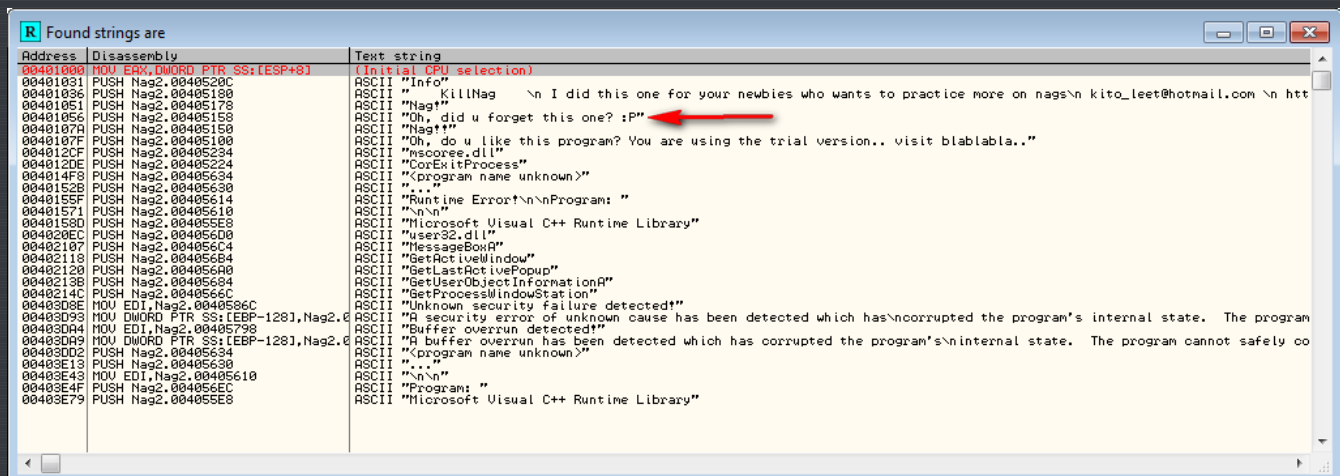 R Found strings are
Address Disassembly Text string
00401000 MOV EAX,DWORD PTR SS:[ESP+8] (Initial CPU selection)
00401031 PUSH Nag2.0040520C ASCII "Info"
00401036 PUSH Nag2.00405180 ASCII "    KillNag    \n I did this one for your newbies who wants to practice more on nags\n kito_leet@hotmail.com \n htt
00401051 PUSH Nag2.00405178 ASCII "Nag!"
00401056 PUSH Nag2.00405158 ASCII "Oh, did u forget this one? :P"
0040107A PUSH Nag2.00405150 ASCII "Nag!!"
0040107F PUSH Nag2.00405100 ASCII "Oh, do u like this program? You are using the trial version.. visit blablabla.."
004012CF PUSH Nag2.00405234 ASCII "mscoree.dll"
004012DE PUSH Nag2.00405224 ASCII "CorExitProcess"
004014F8 PUSH Nag2.00405634 ASCII "<program name unknown>"
0040152B PUSH Nag2.00405630 ASCII "..."
0040155F PUSH Nag2.00405614 ASCII "Runtime Error!\n\nProgram: "
00401571 PUSH Nag2.00405610 ASCII "\n\n"
0040158D PUSH Nag2.004055E8 ASCII "Microsoft Visual C++ Runtime Library"
004020EC PUSH Nag2.004056D0 ASCII "user32.dll"
00402107 PUSH Nag2.004056C4 ASCII "MessageBoxA"
00402118 PUSH Nag2.004056B4 ASCII "GetActiveWindow"
00402120 PUSH Nag2.004056A0 ASCII "GetLastActivePopup"
0040213B PUSH Nag2.00405684 ASCII "GetUserObjectInformationA"
0040214C PUSH Nag2.0040566C ASCII "GetProcessWindowStation"
00403D8E MOV EDI,Nag2.0040586C ASCII "Unknown security failure detected!"
00403D93 MOV DWORD PTR SS:[EBP-128],Nag2.0 ASCII "A security error of unknown cause has been detected which has\ncorrupted the program's internal state.  The program
00403DA4 MOV EDI,Nag2.00405798 ASCII "Buffer overrun detected!"
00403DA9 MOV DWORD PTR SS:[EBP-128],Nag2.0 ASCII "A buffer overrun has been detected which has corrupted the program's\ninternal state.  The program cannot safely co
00403DD2 PUSH Nag2.00405634 ASCII "<program name unknown>"
00403E13 PUSH Nag2.00405630 ASCII "..."
00403E43 MOV EDI,Nag2.00405610 ASCII "\n\n"
00403E4F PUSH Nag2.004056EC ASCII "Program: "
00403E79 PUSH Nag2.004055E8 ASCII "Microsoft Visual C++ Runtime Library"